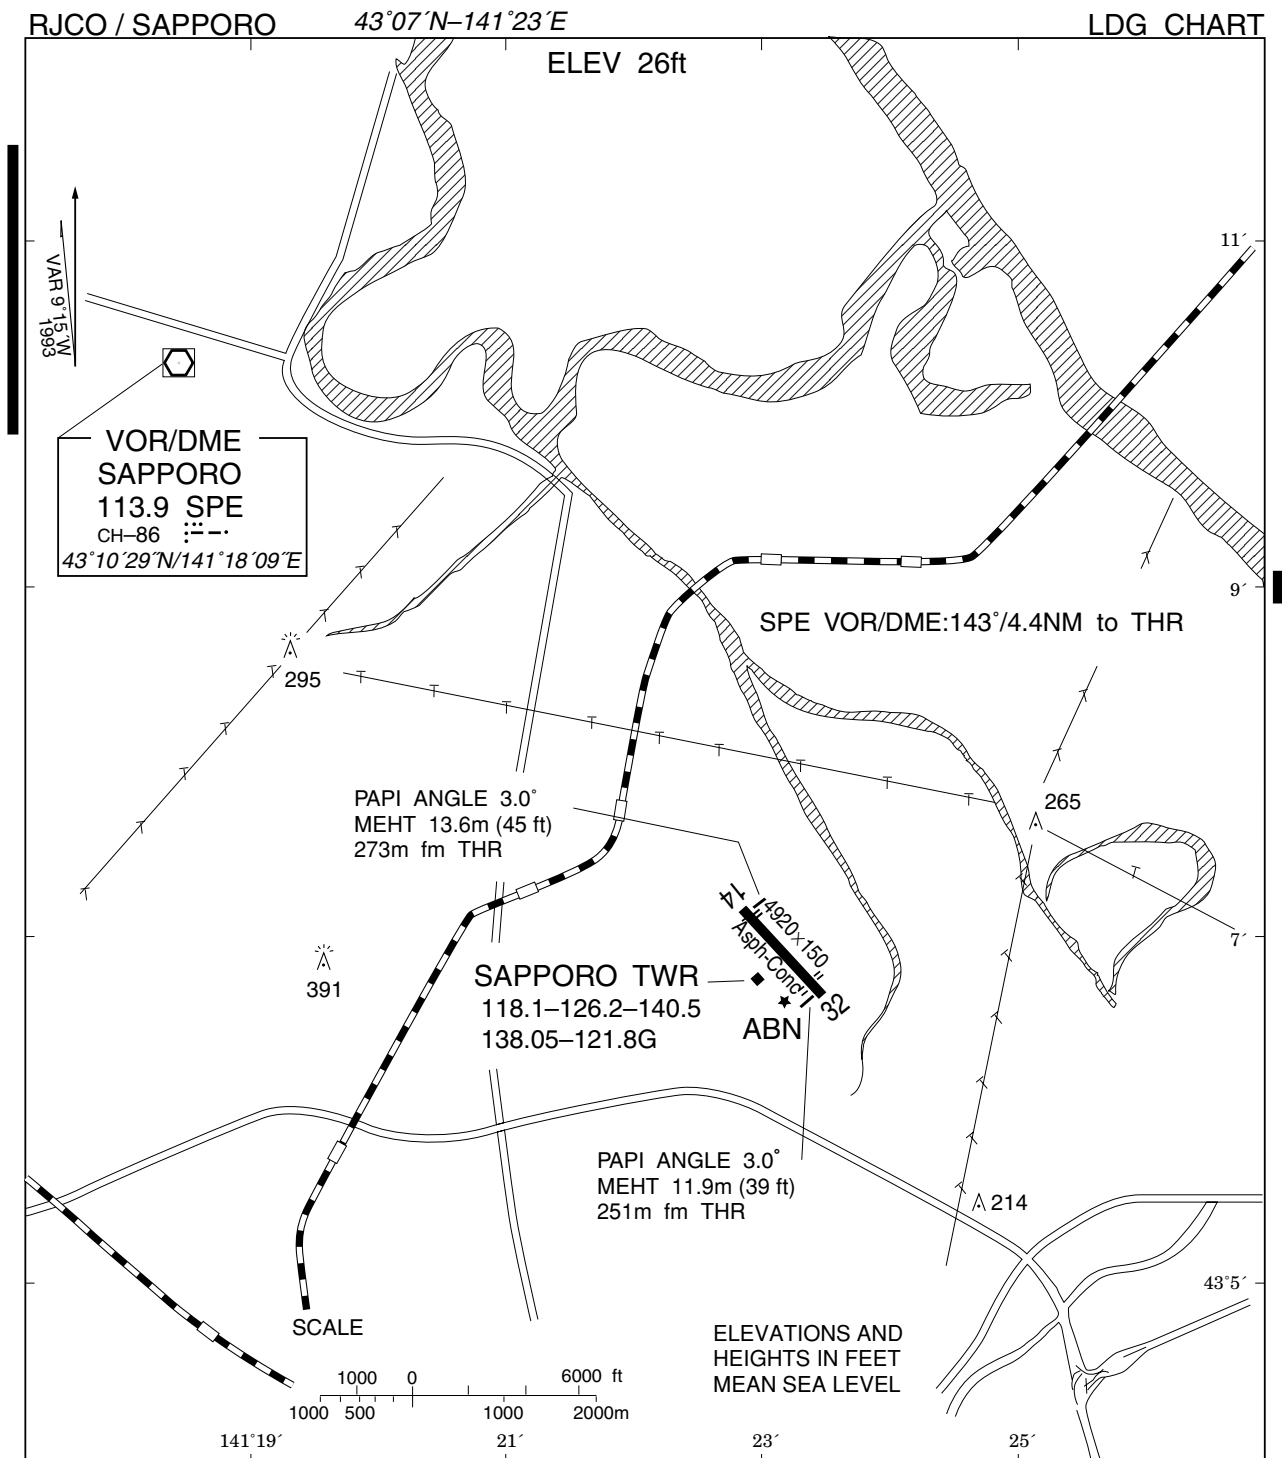 RJCO / SAPPORO 43°07´N–141°23´E LDG CHART
ELEV 26ft
11´
VAR 9°15´W
1993
VOR/DME
SAPPORO
113.9 SPE
CH–86
43°10´29˝N/141°18´09˝E
9´
SPE VOR/DME:143°/4.4NM to THR
295
PAPI ANGLE 3.0°
MEHT 13.6m (45 ft)
273m fm THR
265
14
4920×150
Asph-Conc
32
7´
391
SAPPORO TWR
118.1–126.2–140.5
138.05–121.8G
ABN
PAPI ANGLE 3.0°
MEHT 11.9m (39 ft)
251m fm THR
214
43°5´
SCALE
1000 0 6000 ft
1000 500 1000 2000m
ELEVATIONS AND
HEIGHTS IN FEET
MEAN SEA LEVEL
141°19´ 21´ 23´ 25´